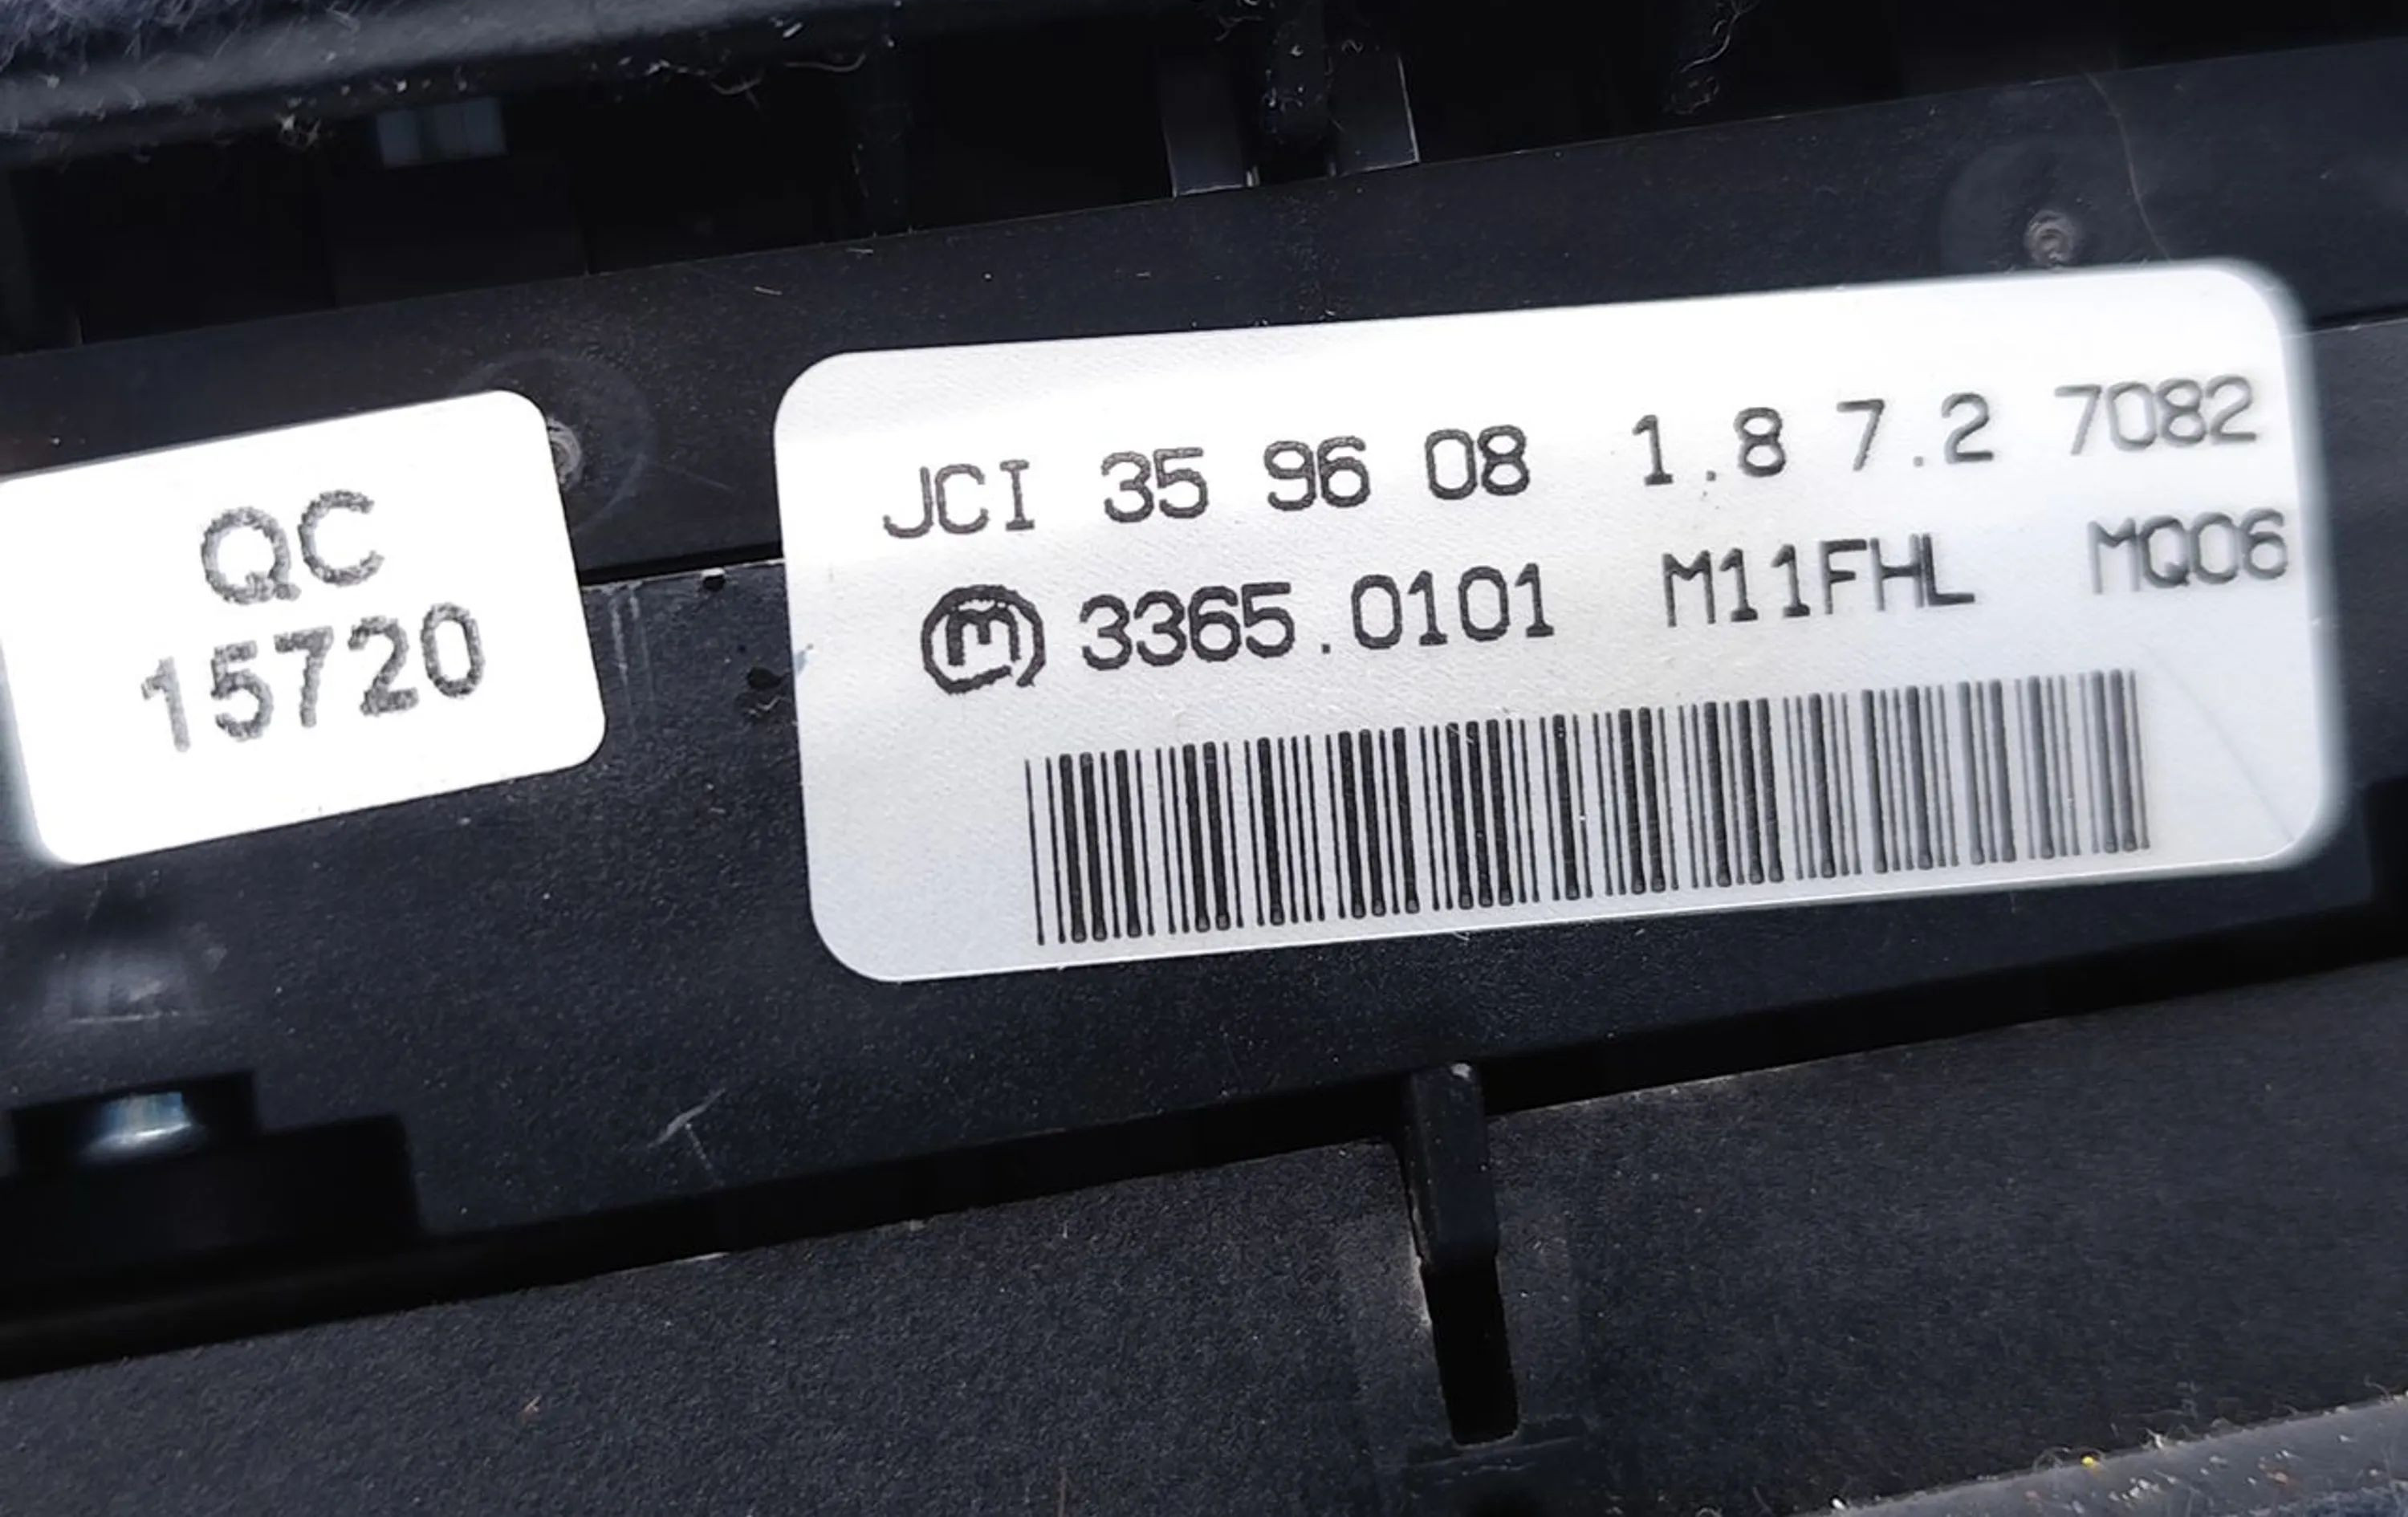 QC
15720
JCI 35 96 08 1.8 7.2 7082
m 3365.0101 M11FHL MQ06